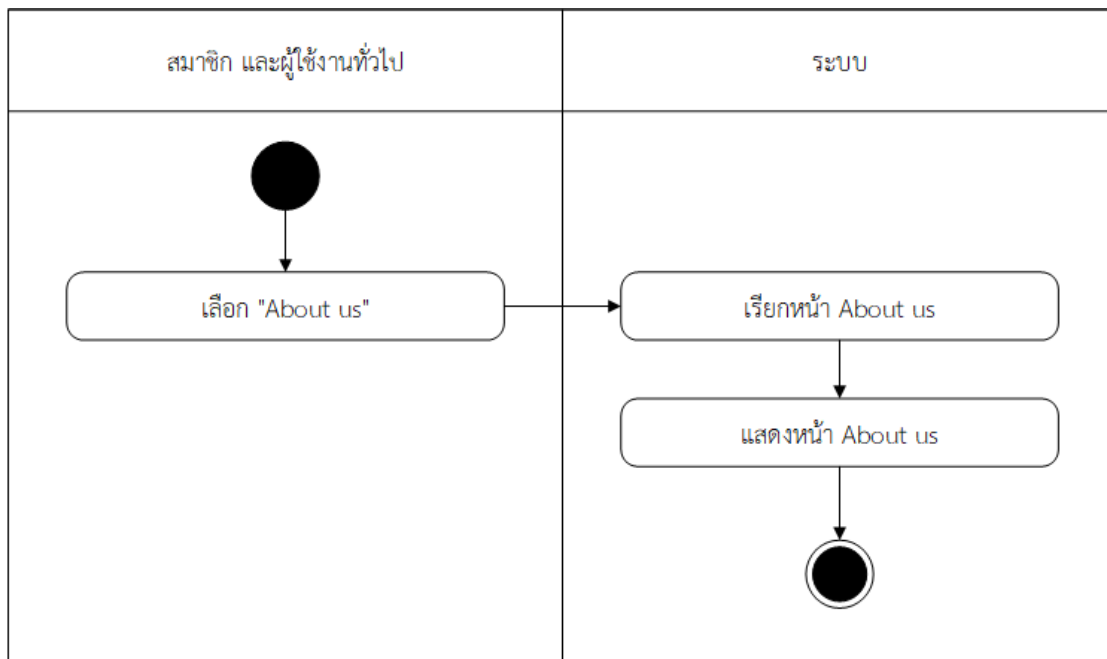 สมาชิก และผู้ใช้งานทั่วไป
ระบบ
เลือก "About us"
เรียกหน้า About us
แสดงหน้า About us